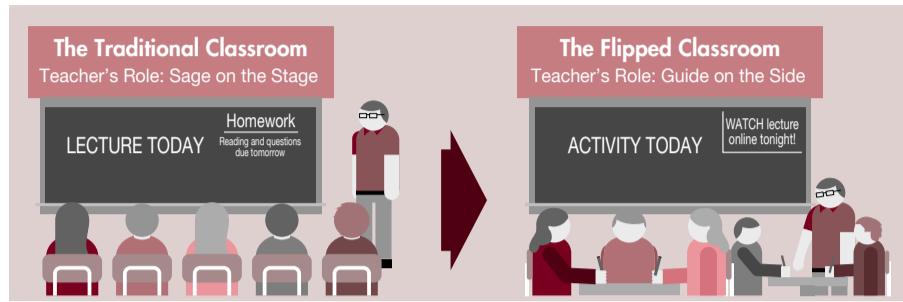 The Traditional Classroom
Teacher's Role: Sage on the Stage
LECTURE TODAY
Homework
Reading and questions
due tomorrow
The Flipped Classroom
Teacher's Role: Guide on the Side
ACTIVITY TODAY
WATCH lecture
online tonight!